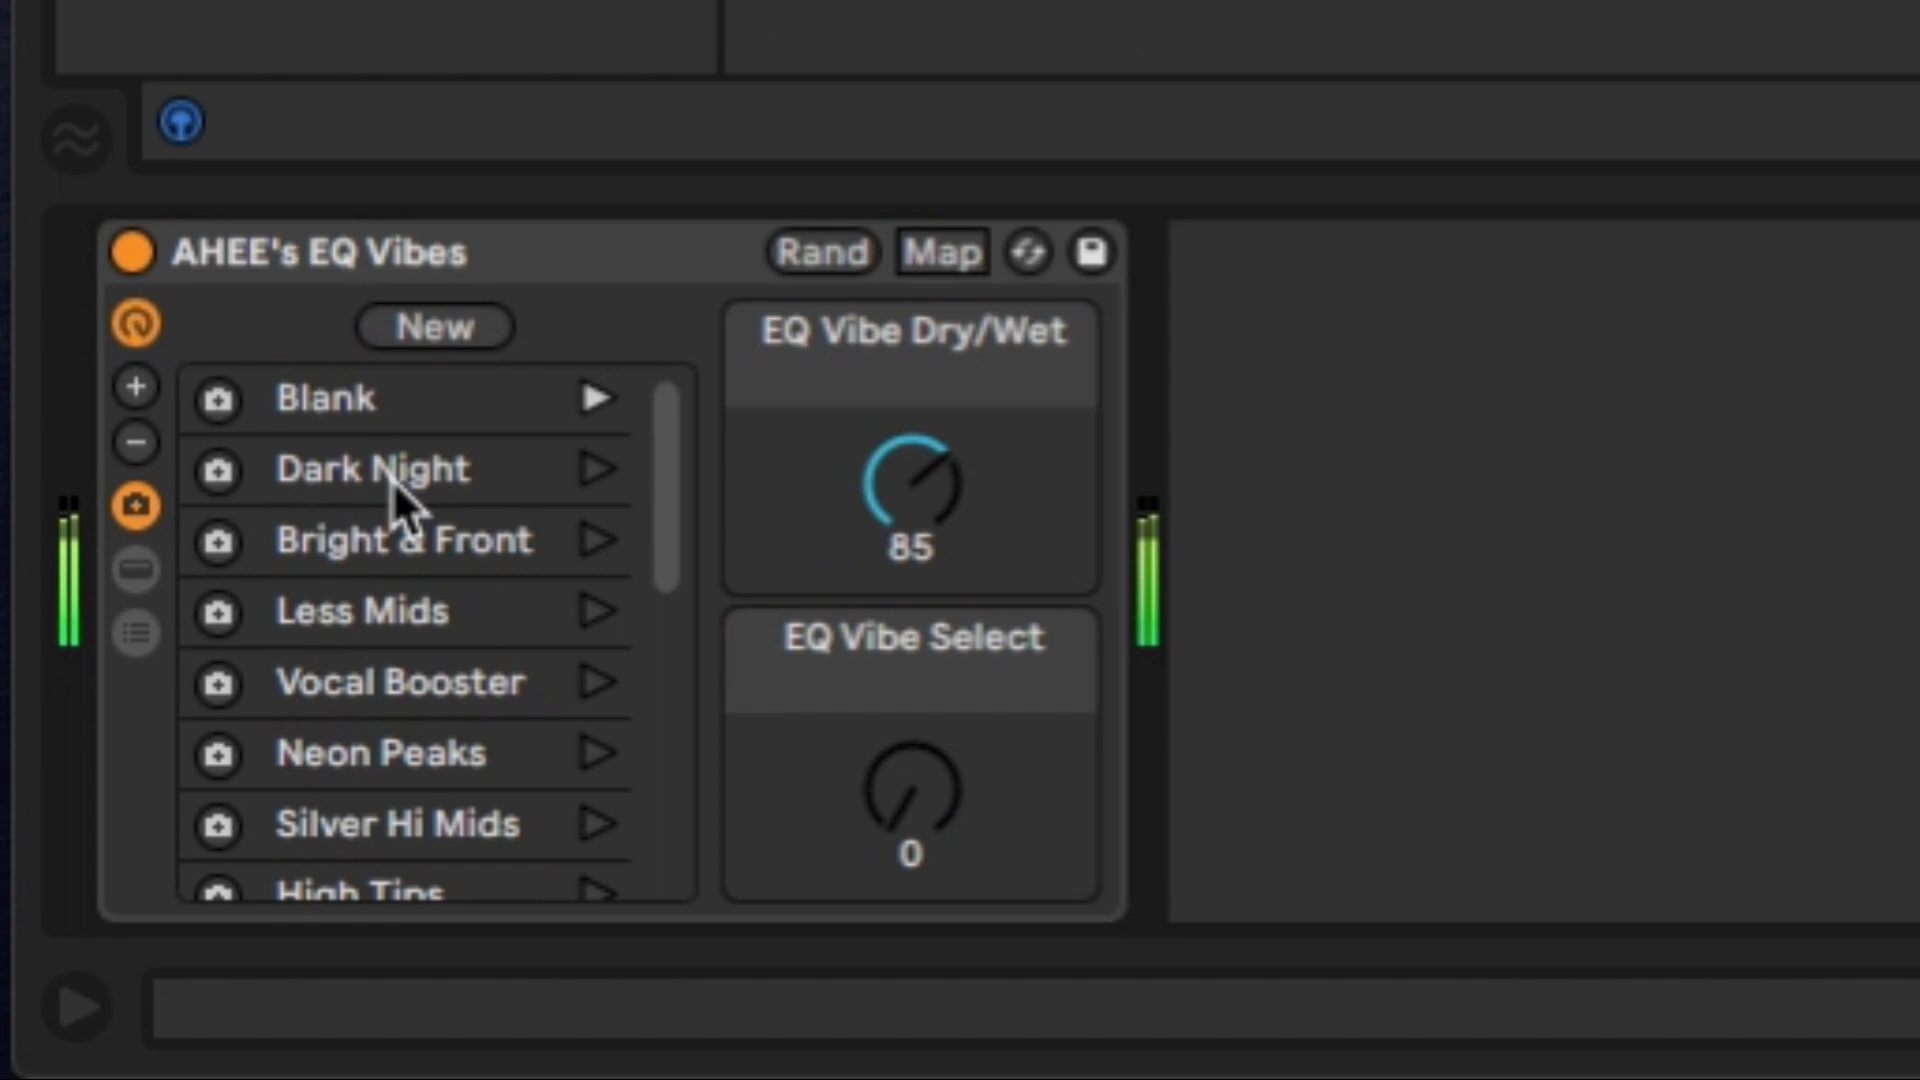 AHEE's EQ Vibes
Rand
Map
New
Blank
Dark Night
Bright & Front
Less Mids
Vocal Booster
Neon Peaks
Silver Hi Mids
High Tips
EQ Vibe Dry/Wet
85
EQ Vibe Select
0